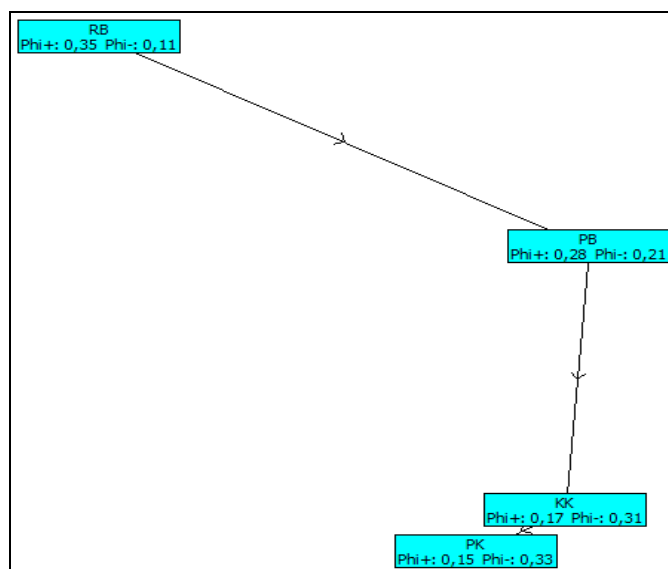 RB
Phi+: 0,35 Phi-: 0,11
PB
Phi+: 0,28 Phi-: 0,21
KK
Phi+: 0,17 Phi-: 0,31
PK
Phi+: 0,15 Phi-: 0,33